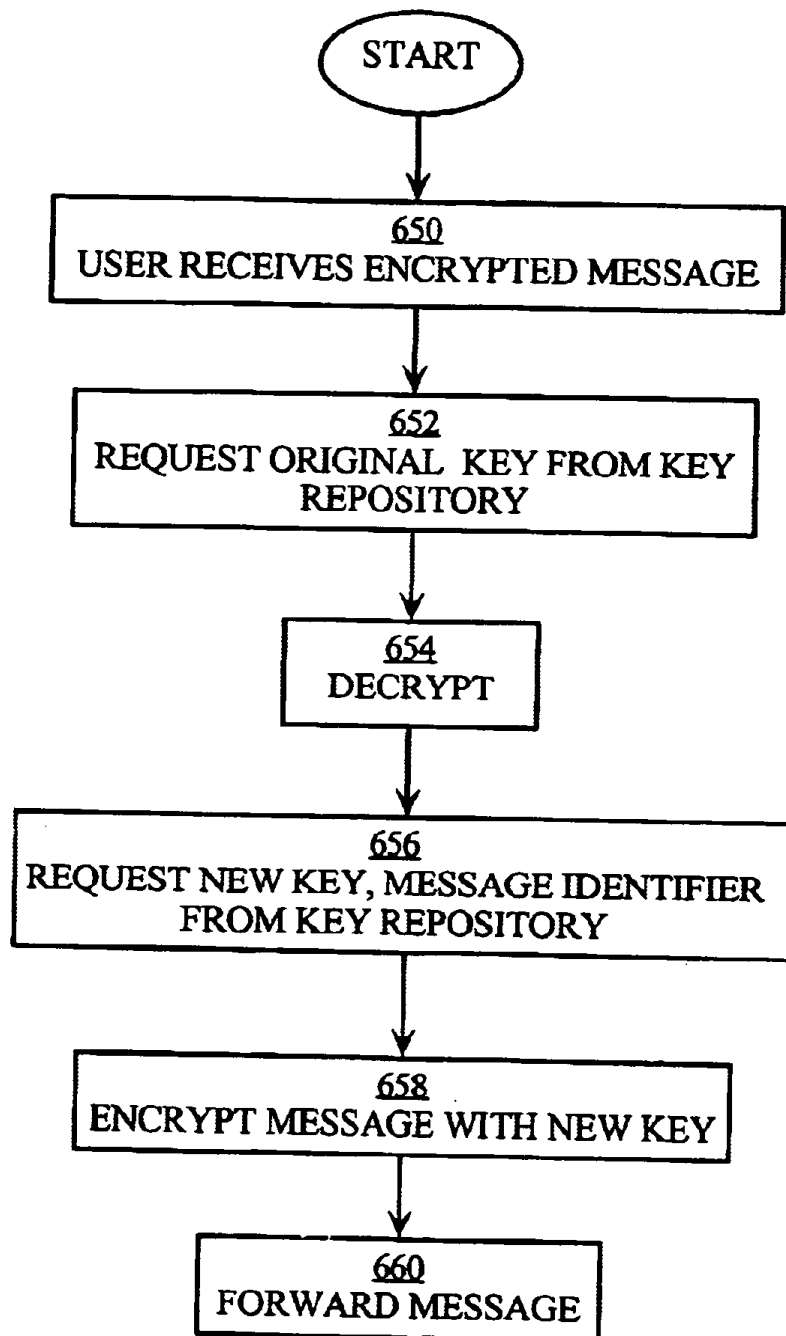 START
650
USER RECEIVES ENCRYPTED MESSAGE
652
REQUEST ORIGINAL KEY FROM KEY
REPOSITORY
654
DECRYPT
656
REQUEST NEW KEY, MESSAGE IDENTIFIER
FROM KEY REPOSITORY
658
ENCRYPT MESSAGE WITH NEW KEY
660
FORWARD MESSAGE